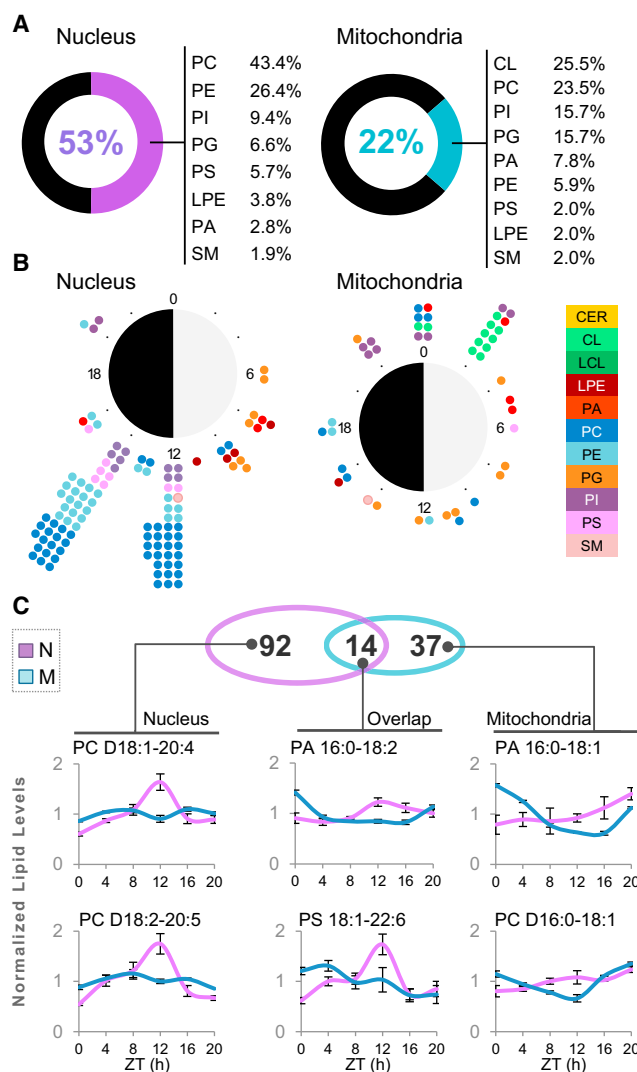 A
Nucleus
Mitochondria
53%
PC 43.4%
PE 26.4%
PI 9.4%
PG 6.6%
PS 5.7%
LPE 3.8%
PA 2.8%
SM 1.9%
22%
CL 25.5%
PC 23.5%
PI 15.7%
PG 15.7%
PA 7.8%
PE 5.9%
PS 2.0%
LPE 2.0%
SM 2.0%
B
Nucleus
Mitochondria
0
6
12
18
0
6
12
18
CER
CL
LCL
LPE
PA
PC
PE
PG
PI
PS
SM
C
N
M
92
14
37
Nucleus
Overlap
Mitochondria
Normalized Lipid Levels
PC D18:1-20:4
2
1
0
0 4 8 12 16 20
PA 16:0-18:2
2
1
0
0 4 8 12 16 20
PA 16:0-18:1
2
1
0
0 4 8 12 16 20
PC D18:2-20:5
2
1
0
0 4 8 12 16 20
ZT (h)
PS 18:1-22:6
2
1
0
0 4 8 12 16 20
ZT (h)
PC D16:0-18:1
2
1
0
0 4 8 12 16 20
ZT (h)